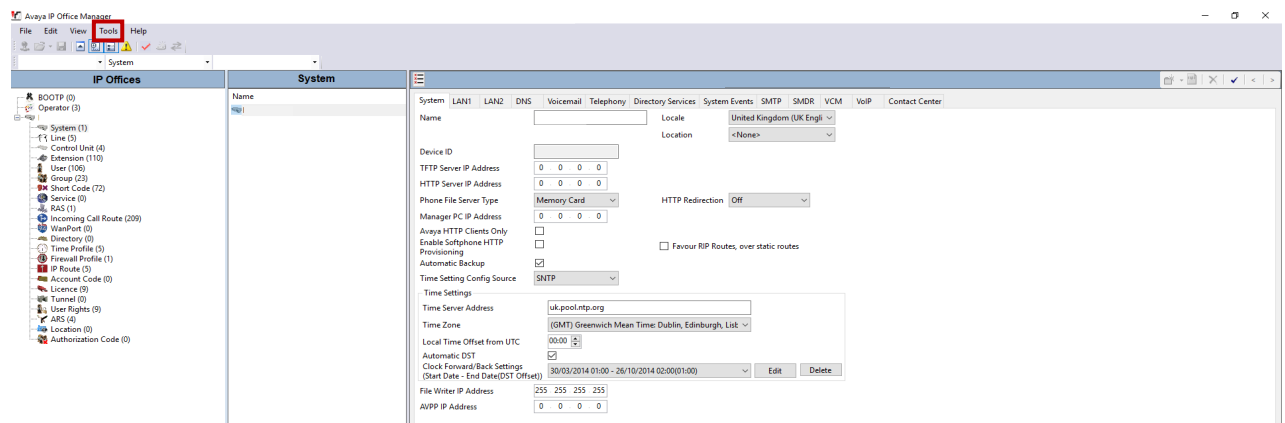 Avaya IP Office Manager
File Edit View Tools Help
System
IP Offices
System
BOOTP (0)
Operator (3)
System (1)
Line (5)
Control Unit (4)
Extension (110)
User (106)
Group (23)
Short Code (72)
Service (0)
RAS (1)
Incoming Call Route (209)
WanPort (0)
Directory (0)
Time Profile (5)
Firewall Profile (1)
IP Route (5)
Account Code (0)
Licence (9)
Tunnel (0)
User Rights (9)
ARS (4)
Location (0)
Authorization Code (0)
Name
System LAN1 LAN2 DNS Voicemail Telephony Directory Services System Events SMTP SMDR VCM VoIP Contact Center
Name Locale United Kingdom (UK Engli
Location <None>
Device ID
TFTP Server IP Address 0 0 0 0
HTTP Server IP Address 0 0 0 0
Phone File Server Type Memory Card HTTP Redirection Off
Manager PC IP Address 0 0 0 0
Avaya HTTP Clients Only
Enable Softphone HTTP
Provisioning
Favour RIP Routes, over static routes
Automatic Backup
Time Setting Config Source SNTP
Time Settings
Time Server Address uk.pool.ntp.org
Time Zone (GMT) Greenwich Mean Time: Dublin, Edinburgh, List
Local Time Offset from UTC 00:00
Automatic DST
Clock Forward/Back Settings
(Start Date - End Date(DST Offset)) 30/03/2014 01:00 - 26/10/2014 02:00(01:00) Edit Delete
File Writer IP Address 255 255 255 255
AVPP IP Address 0 0 0 0